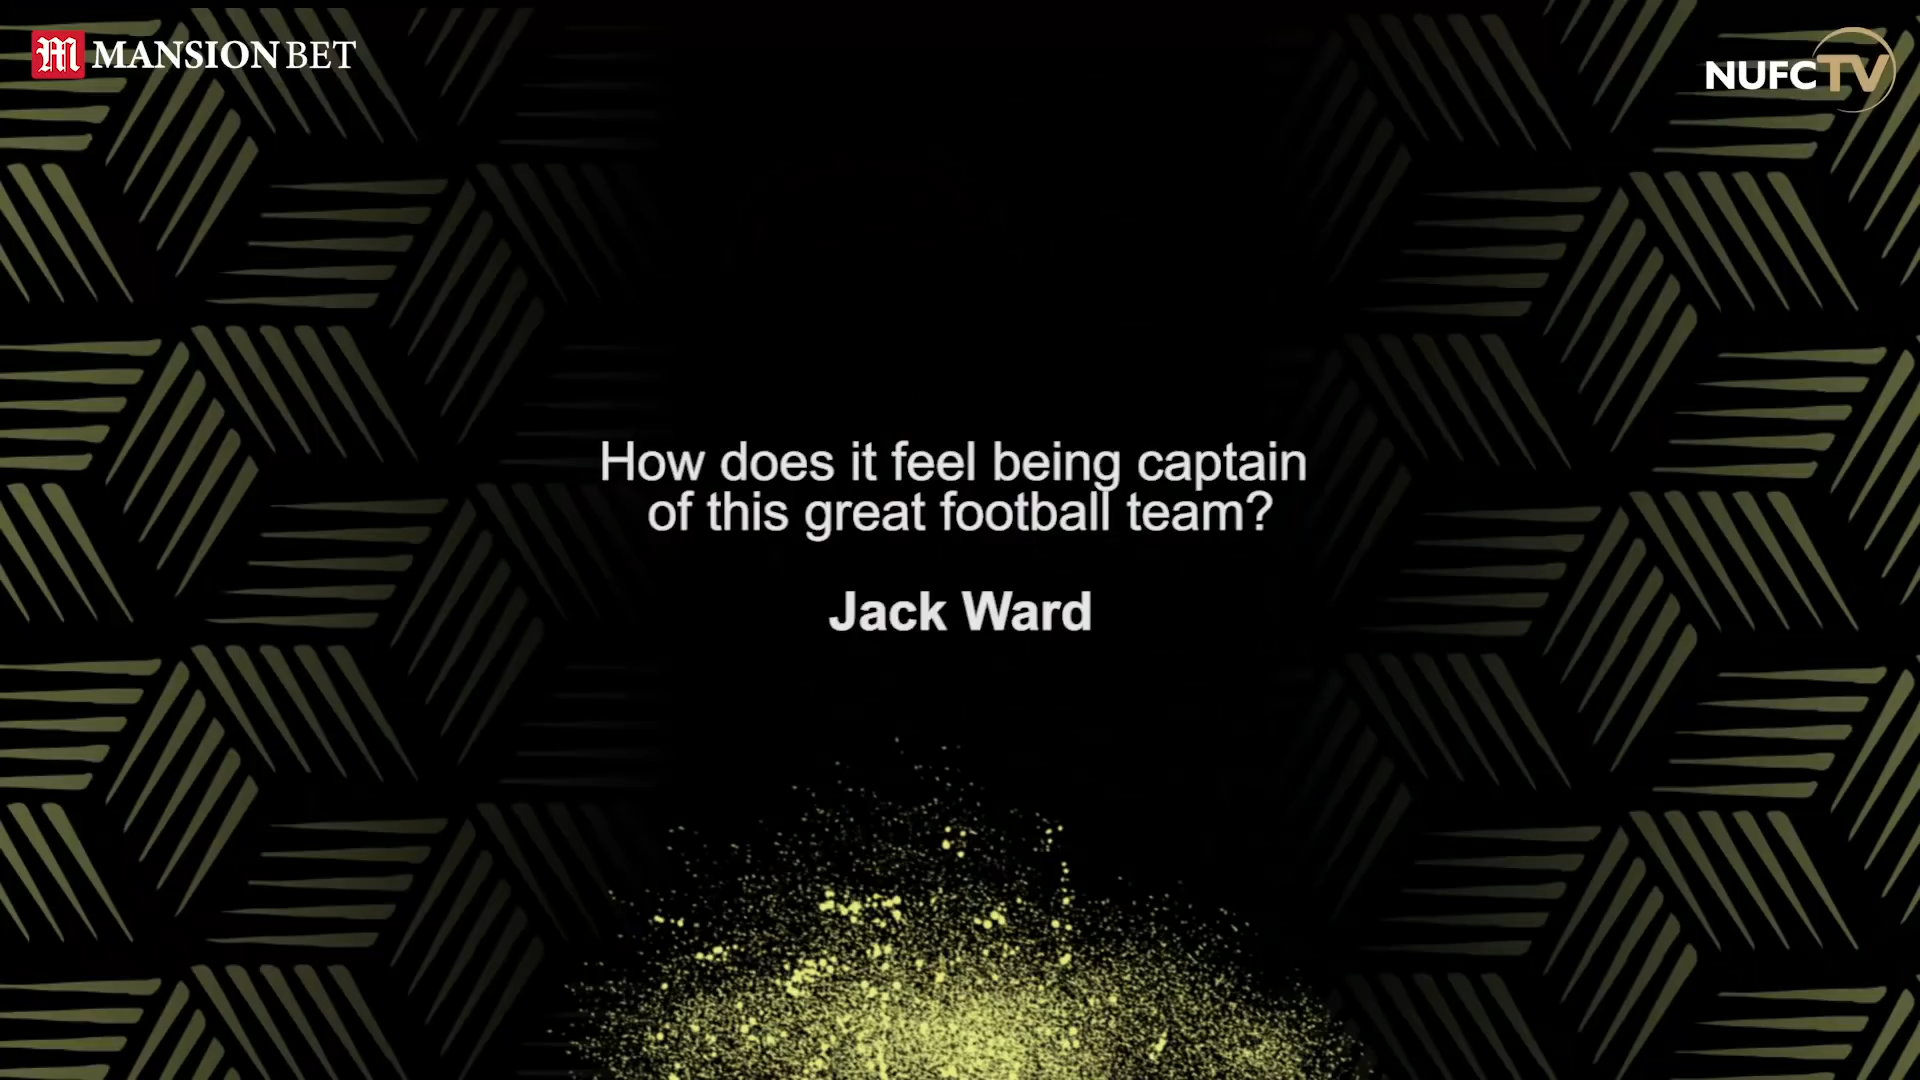 MANSIONBET
NUFCTV
How does it feel being captain
of this great football team?
Jack Ward